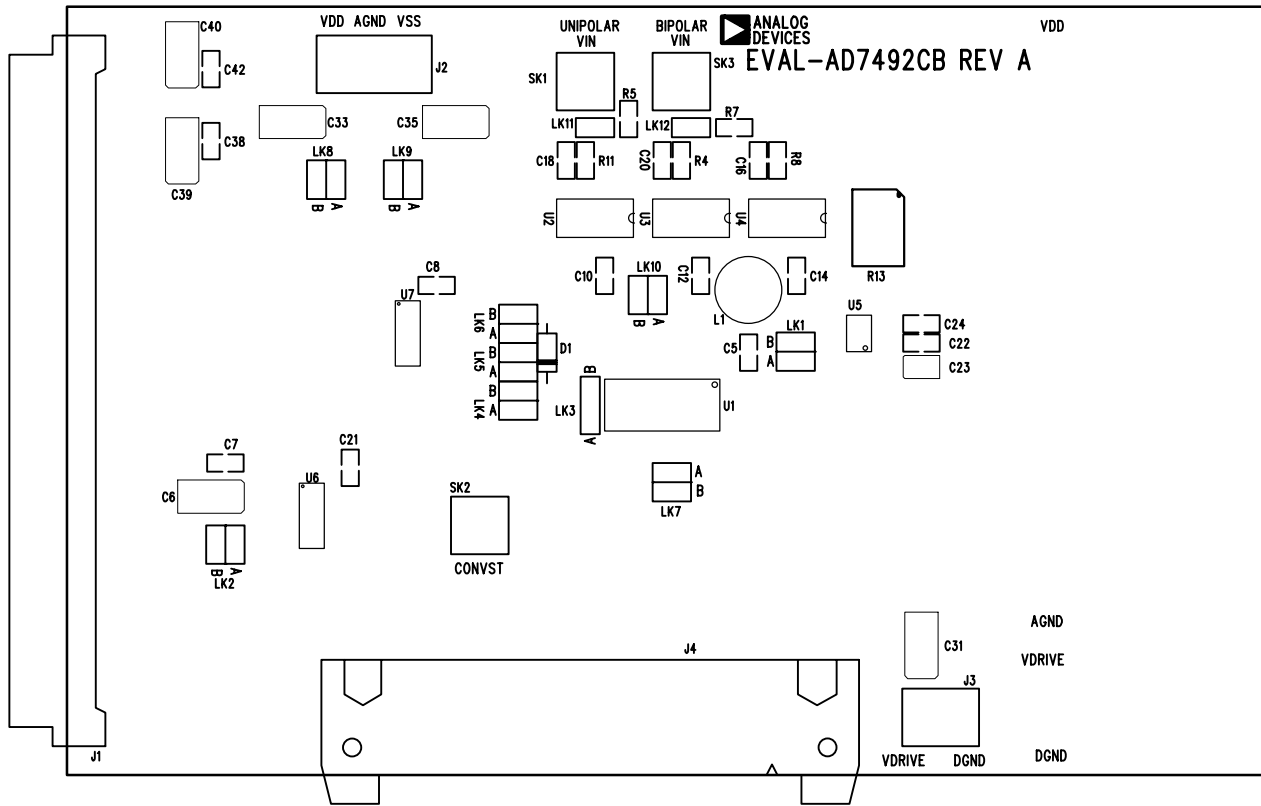 C40
VDD AGND VSS
UNIPOLAR
VIN
BIPOLAR
VIN
ANALOG
DEVICES
VDD
EVAL-AD7492CB REV A
C42
J2
SK1
SK3
R5
R7
C33
C35
LK11
LK12
C38
C39
LK8
LK9
B A
B A
C18
R11
C20
R4
C16
R8
U2
U3
U4
R13
C8
C10
LK10
B A
C12
C14
L1
U7
U5
LK6
B
A
LK5
B
A
LK4
B
A
D1
C5
LK1
B
A
C24
C22
C23
B
LK3
A
U1
C7
C21
C6
U6
SK2
A
B
LK7
B A
LK2
CONVST
AGND
C31
VDRIVE
J4
J3
J1
VDRIVE DGND
DGND